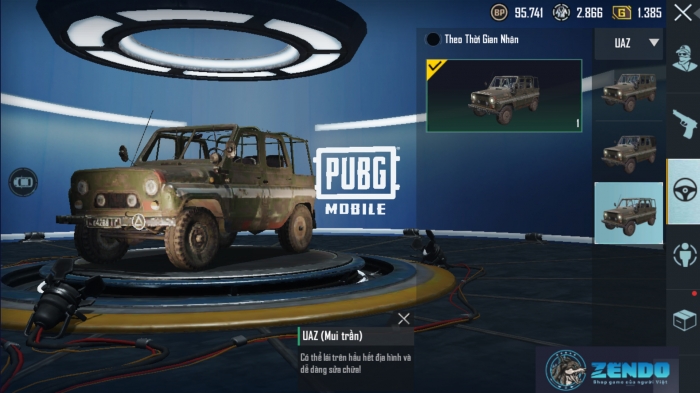 BP 95.741 AG 2.866 G 1.385
Theo Thời Gian Nhận
UAZ
1
PUBG
MOBILE
UAZ (Mui trần)
Có thể lái trên hầu hết địa hình và
dễ dàng sửa chữa!
ZENDO
Shop game của người Việt